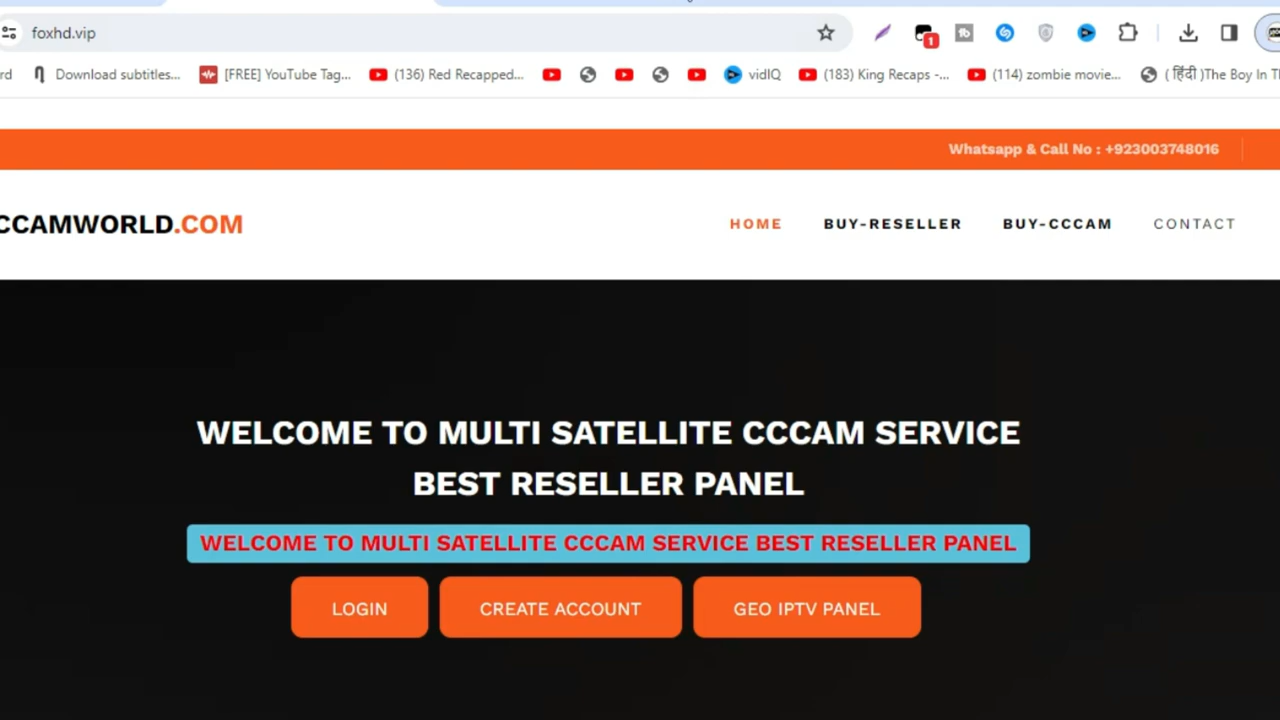 foxhd.vip
1
rd Download subtitles... [FREE] YouTube Tag... (136) Red Recapped... vidIQ (183) King Recaps -... (114) zombie movie... ( हिंदी )The Boy In Th
Whatsapp & Call No : +923003748016
CCAMWORLD.COM
HOME BUY-RESELLER BUY-CCCAM CONTACT
WELCOME TO MULTI SATELLITE CCCAM SERVICE
BEST RESELLER PANEL
WELCOME TO MULTI SATELLITE CCCAM SERVICE BEST RESELLER PANEL
LOGIN CREATE ACCOUNT GEO IPTV PANEL